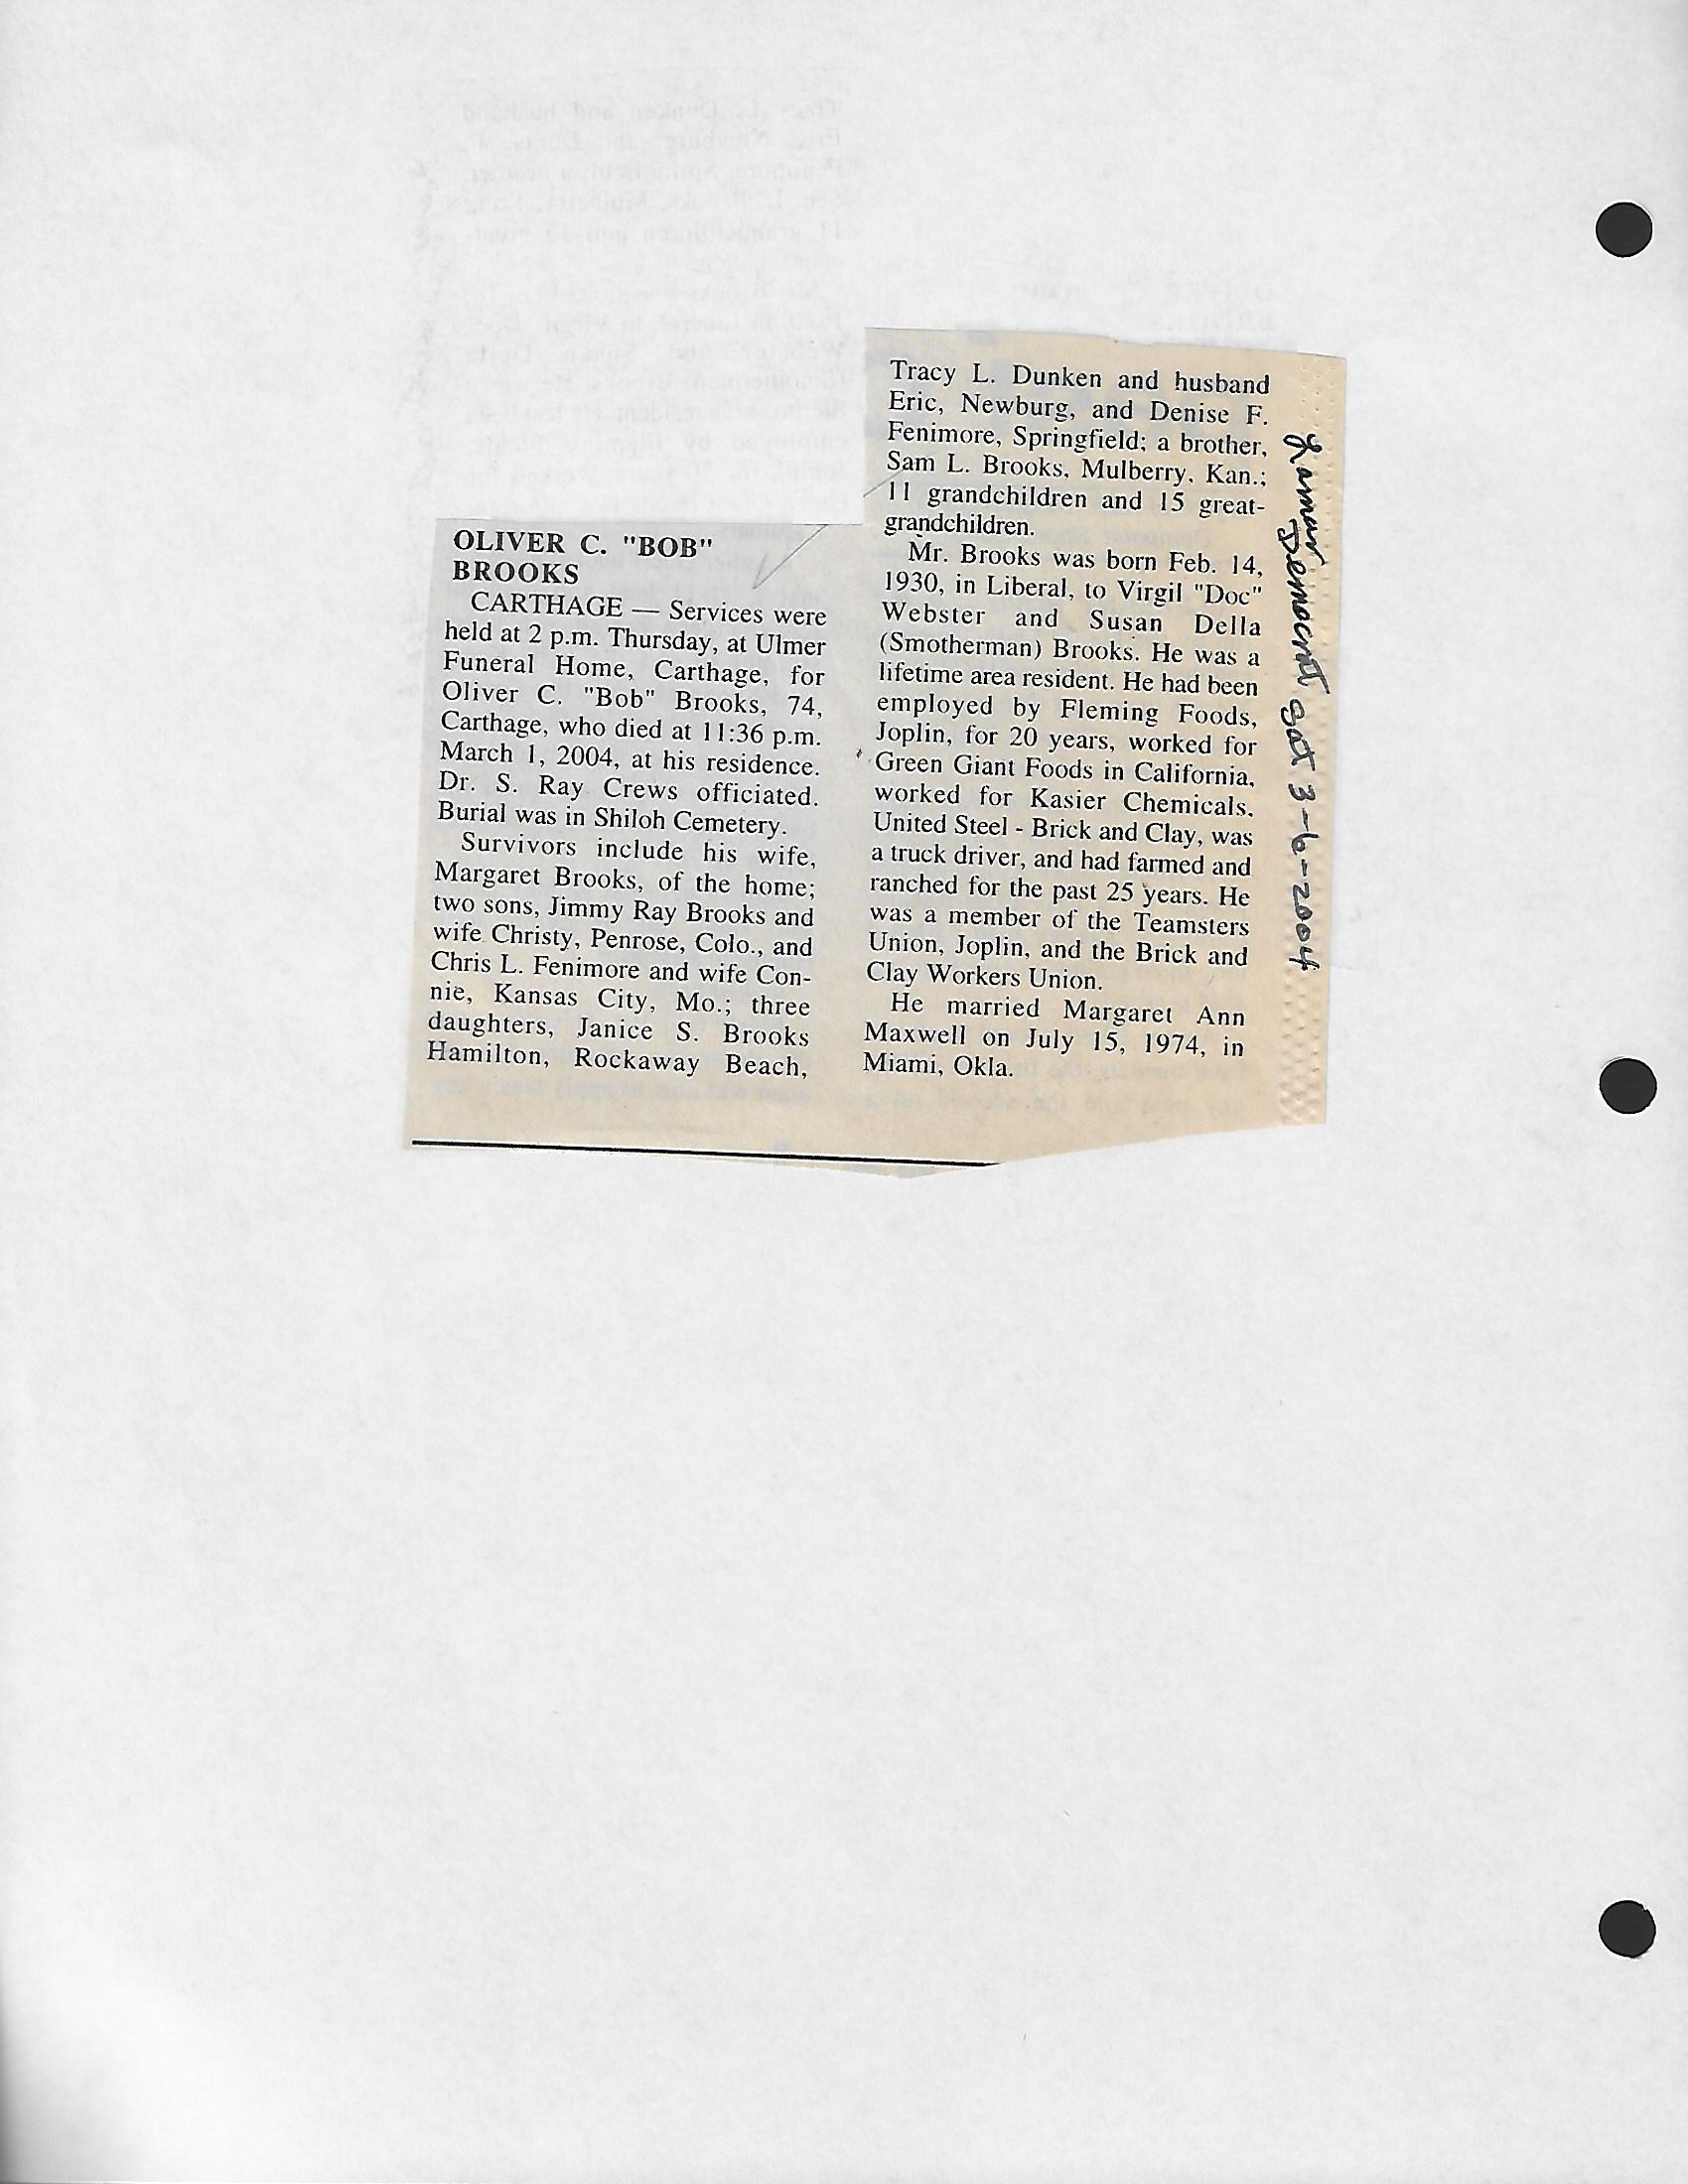 OLIVER C. "BOB"
BROOKS
CARTHAGE — Services were
held at 2 p.m. Thursday, at Ulmer
Funeral Home, Carthage, for
Oliver C. "Bob" Brooks, 74,
Carthage, who died at 11:36 p.m.
March 1, 2004, at his residence.
Dr. S. Ray Crews officiated.
Burial was in Shiloh Cemetery.
Survivors include his wife,
Margaret Brooks, of the home;
two sons, Jimmy Ray Brooks and
wife Christy, Penrose, Colo., and
Chris L. Fenimore and wife Con-
nie, Kansas City, Mo.; three
daughters, Janice S. Brooks
Hamilton, Rockaway Beach,
Tracy L. Dunken and husband
Eric, Newburg, and Denise F.
Fenimore, Springfield; a brother,
Sam L. Brooks, Mulberry, Kan.;
11 grandchildren and 15 great-
grandchildren.
Mr. Brooks was born Feb. 14,
1930, in Liberal, to Virgil "Doc"
Webster and Susan Della
(Smotherman) Brooks. He was a
lifetime area resident. He had been
employed by Fleming Foods,
Joplin, for 20 years, worked for
Green Giant Foods in California,
worked for Kasier Chemicals,
United Steel - Brick and Clay, was
a truck driver, and had farmed and
ranched for the past 25 years. He
was a member of the Teamsters
Union, Joplin, and the Brick and
Clay Workers Union.
He married Margaret Ann
Maxwell on July 15, 1974, in
Miami, Okla.
Lamar Democrat Sat 3-6-2004